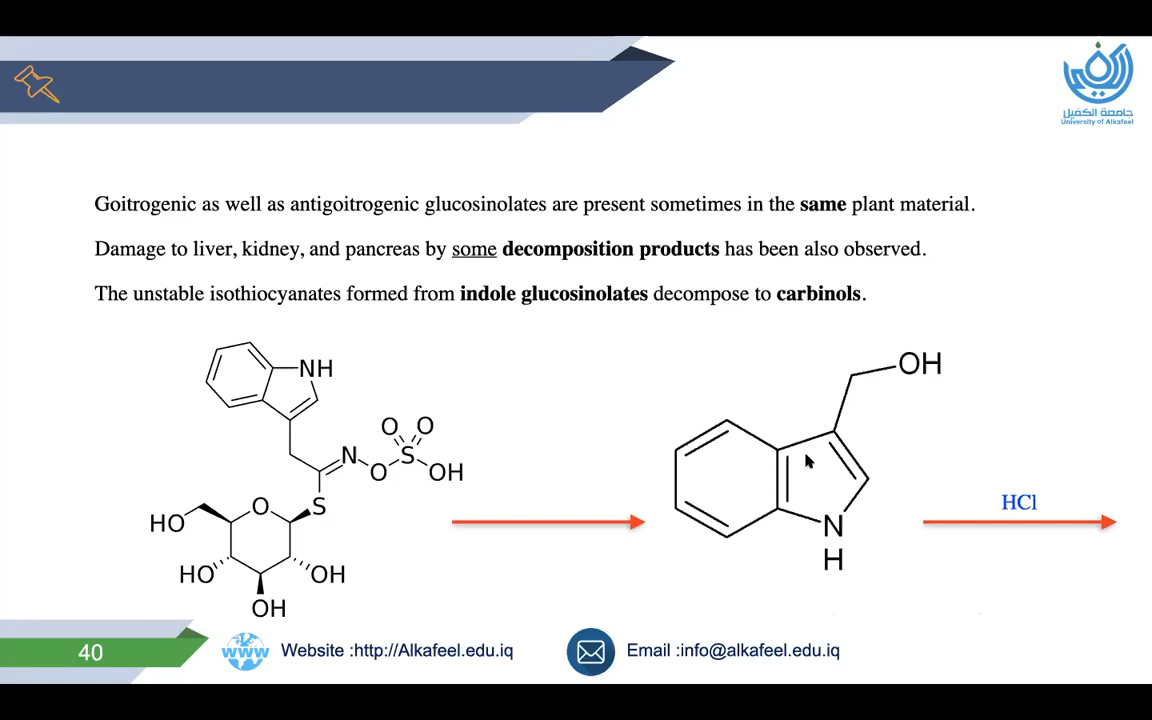 جامعة الكفيل
University of Alkafeel
Goitrogenic as well as antigoitrogenic glucosinolates are present sometimes in the same plant material.
Damage to liver, kidney, and pancreas by some decomposition products has been also observed.
The unstable isothiocyanates formed from indole glucosinolates decompose to carbinols.
NH
O O
N
O
S
OH
S
O
HO
HO
OH
OH
OH
N
H
HCl
40
www
Website :http://Alkafeel.edu.iq
Email :info@alkafeel.edu.iq